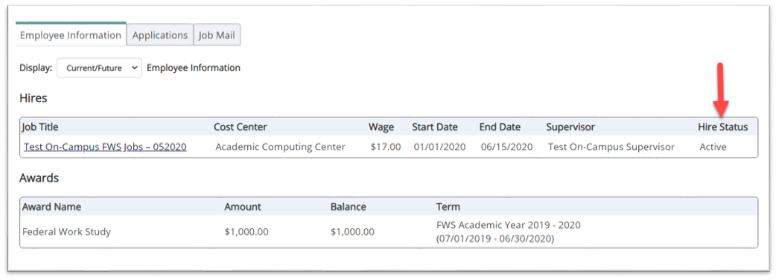 Employee Information Applications Job Mail
Display: Current/Future Employee Information
Hires
Job Title Cost Center Wage Start Date End Date Supervisor Hire Status
Test On-Campus FWS Jobs – 052020 Academic Computing Center $17.00 01/01/2020 06/15/2020 Test On-Campus Supervisor Active
Awards
Award Name Amount Balance Term
Federal Work Study $1,000.00 $1,000.00 FWS Academic Year 2019 - 2020
(07/01/2019 - 06/30/2020)